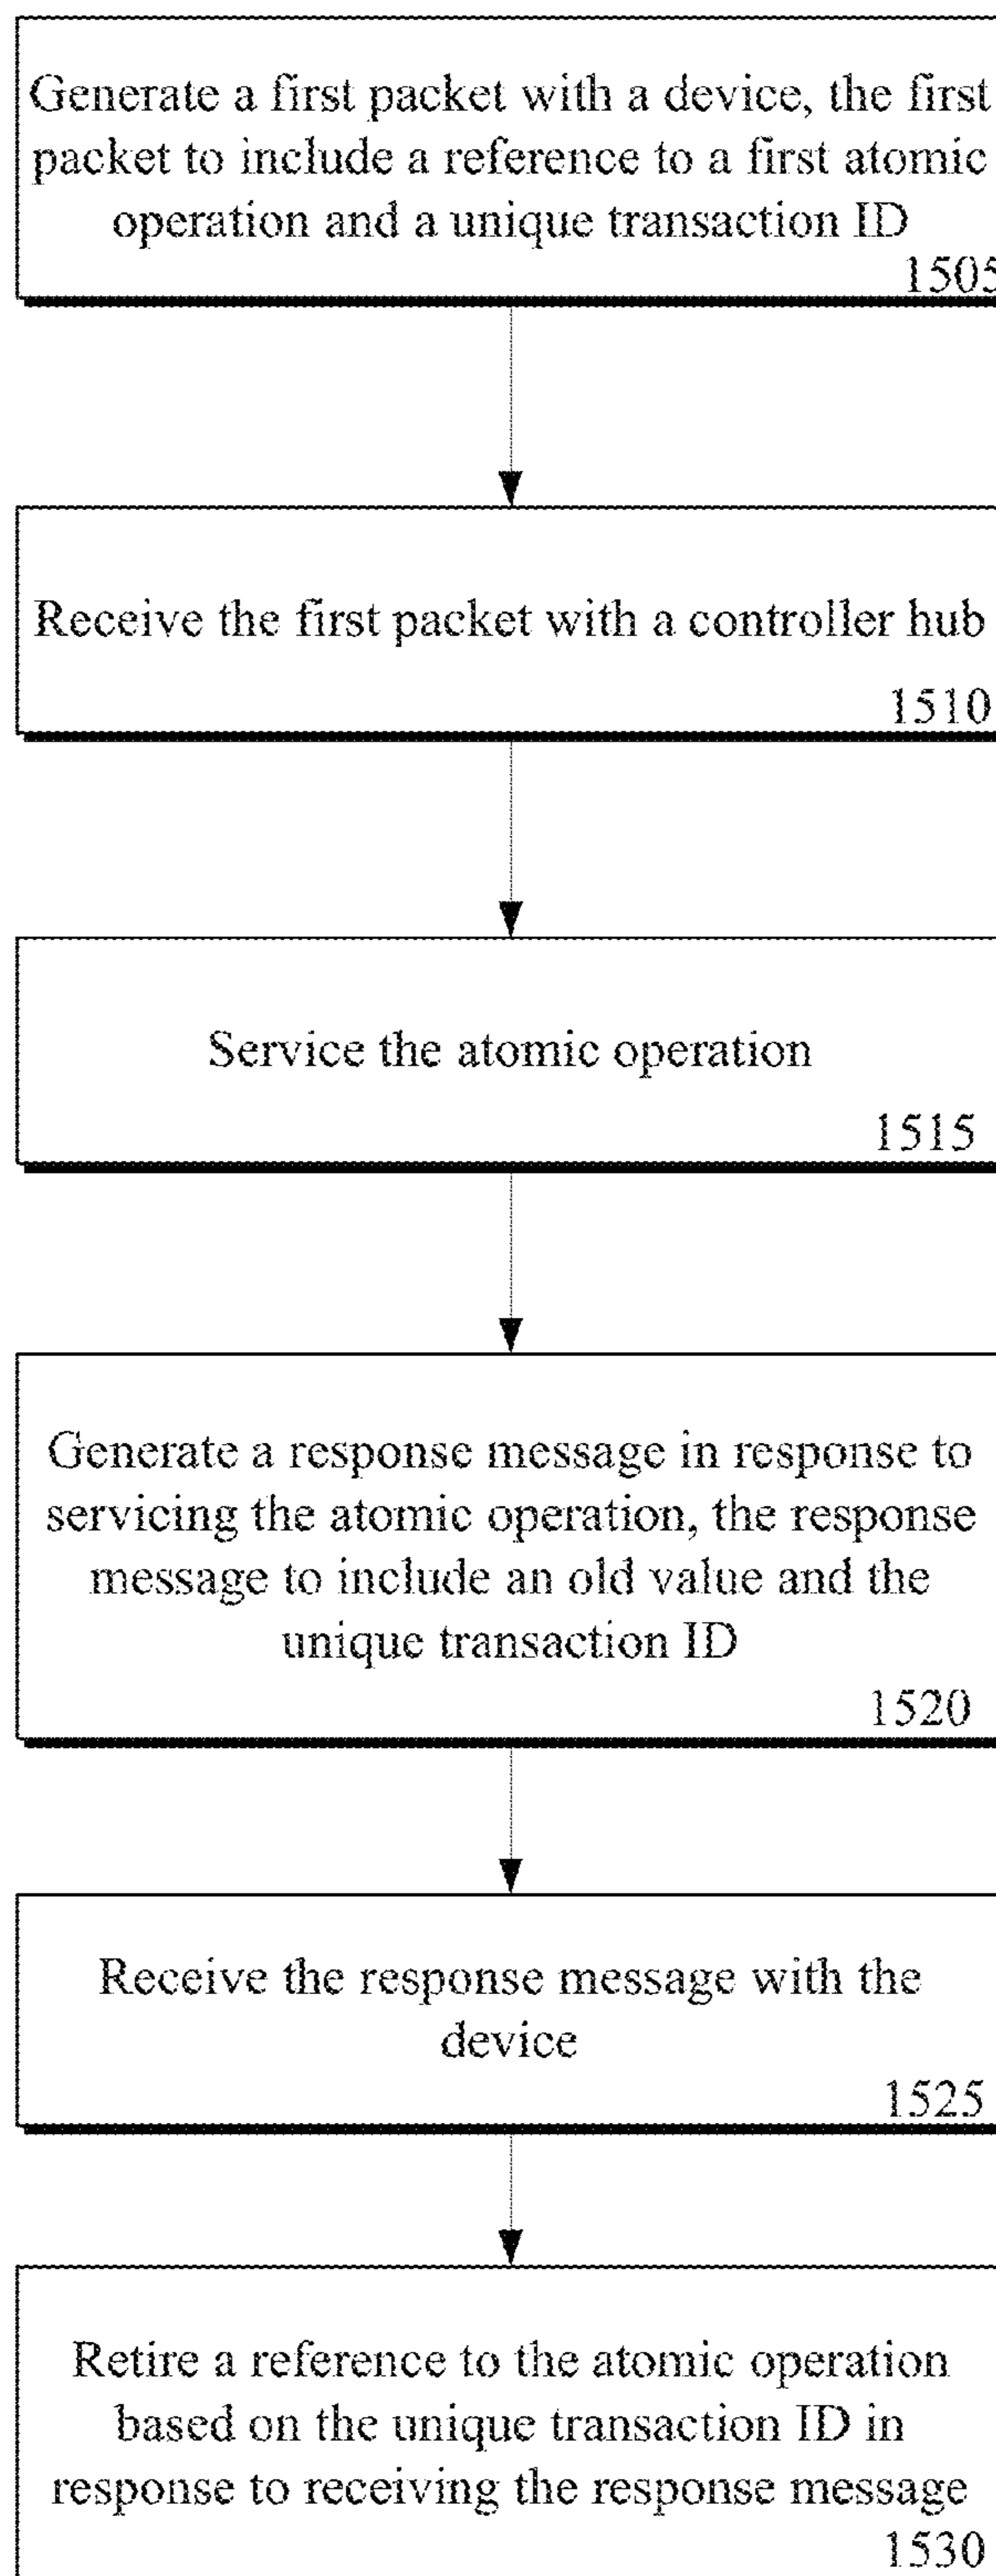 Generate a first packet with a device, the first
packet to include a reference to a first atomic
operation and a unique transaction ID
1505
Receive the first packet with a controller hub
1510
Service the atomic operation
1515
Generate a response message in response to
servicing the atomic operation, the response
message to include an old value and the
unique transaction ID
1520
Receive the response message with the
device
1525
Retire a reference to the atomic operation
based on the unique transaction ID in
response to receiving the response message
1530